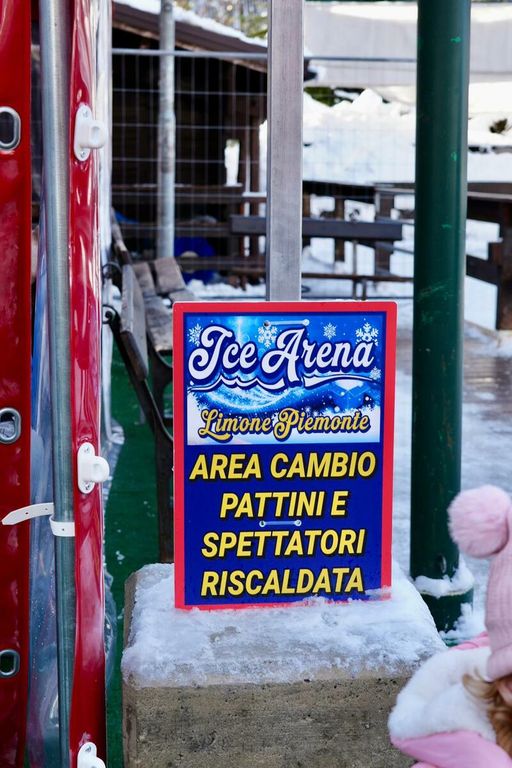 Ice Arena
Limone Piemonte
AREA CAMBIO
PATTINI E
SPETTATORI
RISCALDATA